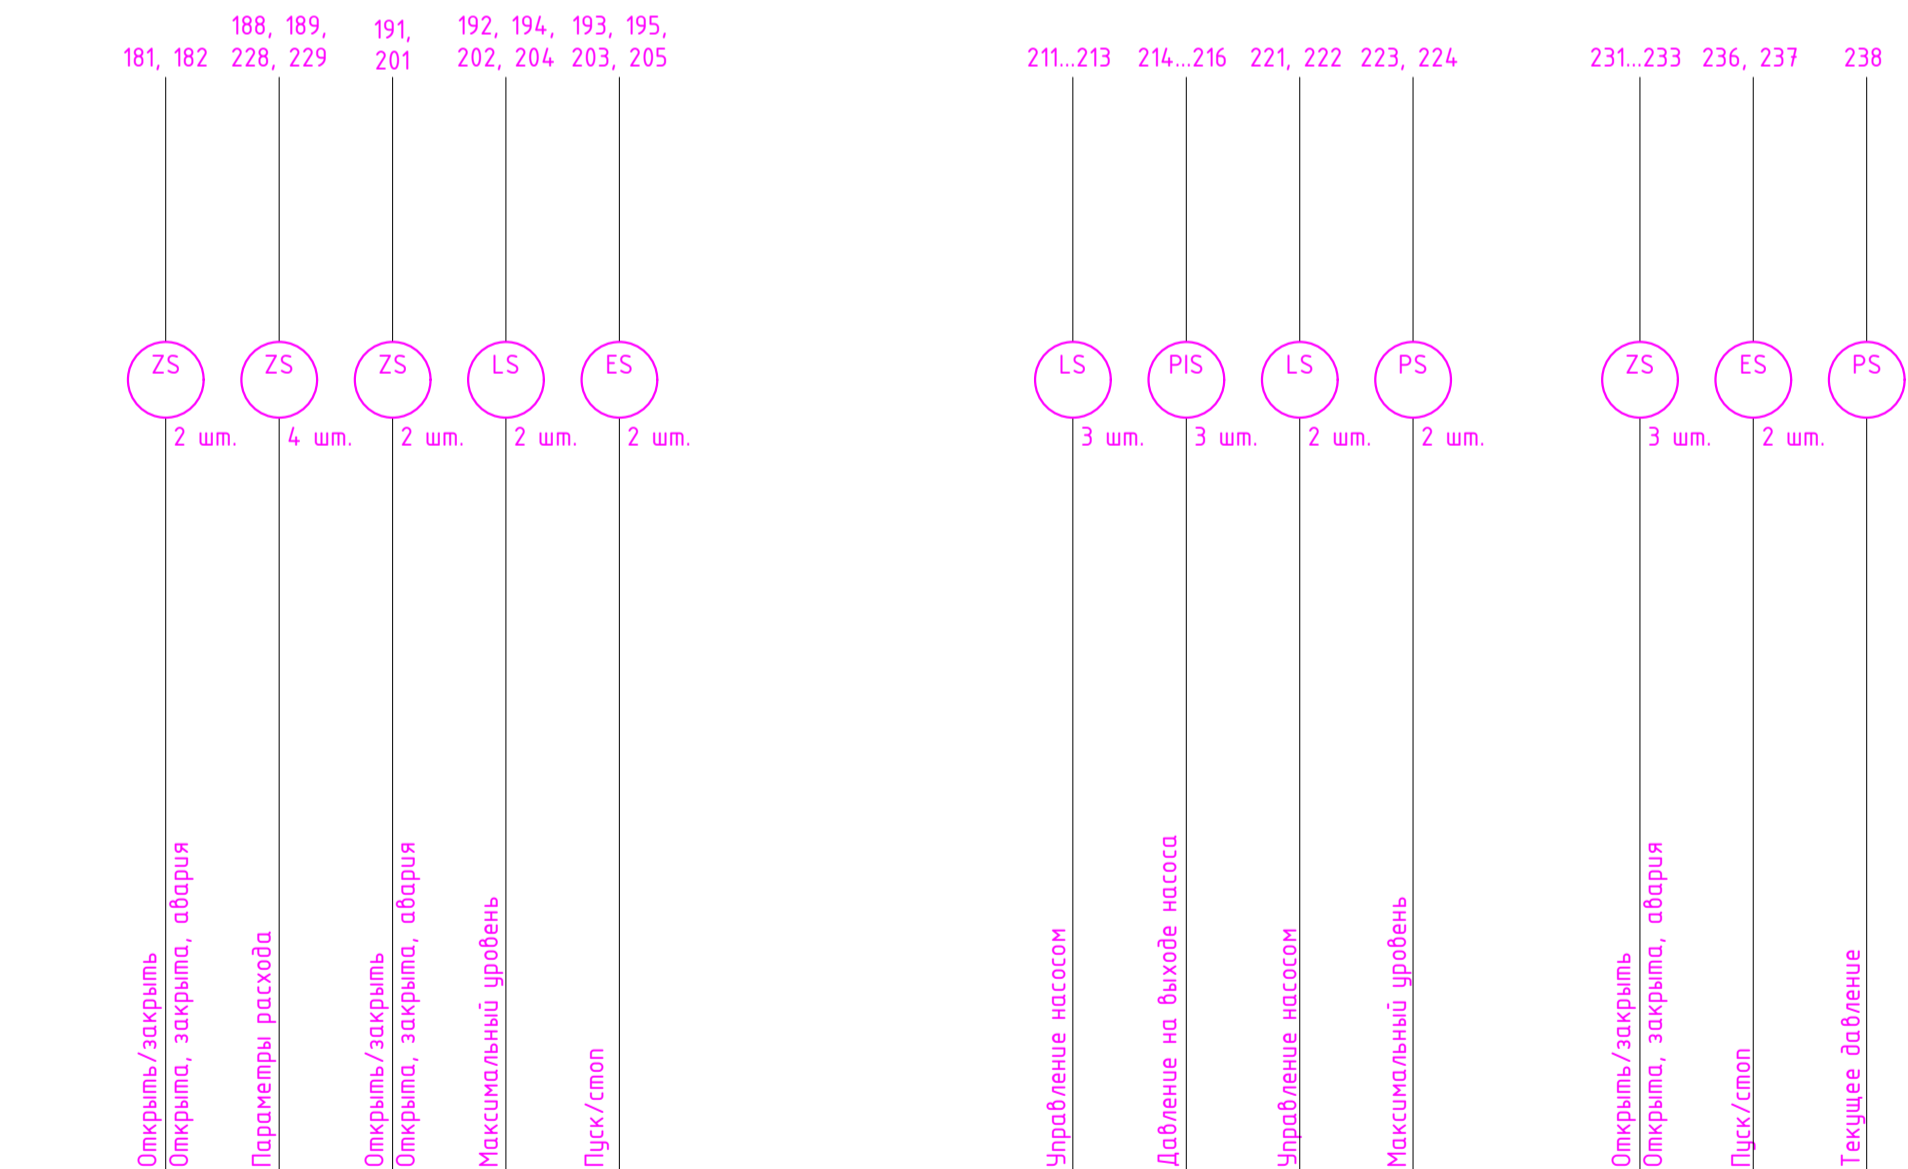 181, 182
188, 189,
228, 229
191,
201
192, 194,
202, 204
193, 195,
203, 205
211...213
214...216
221, 222
223, 224
231...233
236, 237
238
ZS
ZS
ZS
LS
ES
LS
PIS
LS
PS
ZS
ES
PS
2 шт.
4 шт.
2 шт.
2 шт.
2 шт.
3 шт.
3 шт.
2 шт.
2 шт.
3 шт.
2 шт.
Открыть/закрыть
Открыта, закрыта, авария
Параметры расхода
Открыть/закрыть
Открыта, закрыта, авария
Максимальный уровень
Пуск/стоп
Управление насосом
Давление на выходе насоса
Управление насосом
Максимальный уровень
Открыть/закрыть
Открыта, закрыта, авария
Пуск/стоп
Текущее давление